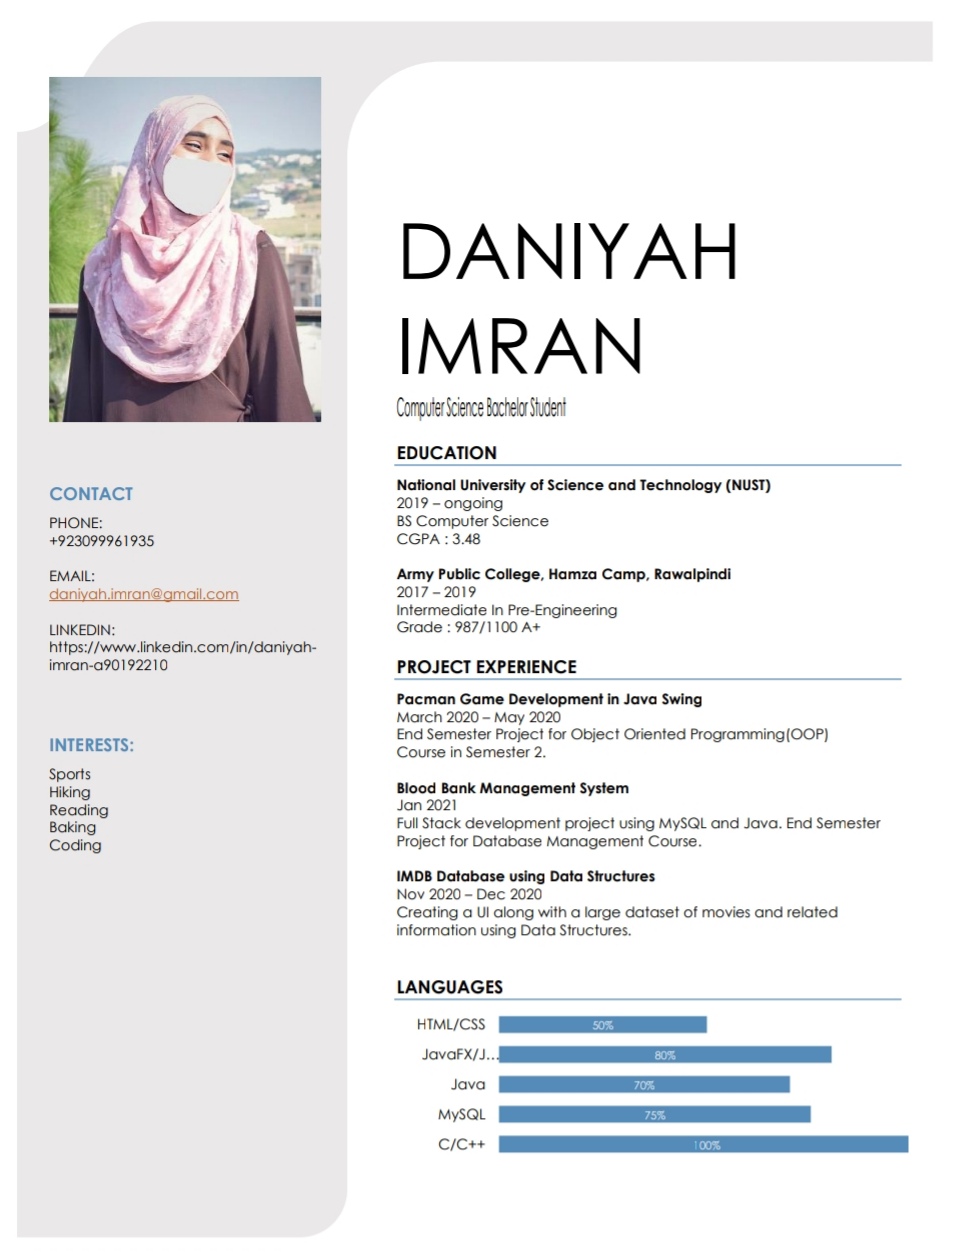 DANIYAH
IMRAN
Computer Science Bachelor Student
CONTACT
PHONE:
+923099961935
EMAIL:
daniyah.imran@gmail.com
LINKEDIN:
https://www.linkedin.com/in/daniyah-
imran-a90192210
INTERESTS:
Sports
Hiking
Reading
Baking
Coding
EDUCATION
National University of Science and Technology (NUST)
2019 – ongoing
BS Computer Science
CGPA : 3.48
Army Public College, Hamza Camp, Rawalpindi
2017 – 2019
Intermediate In Pre-Engineering
Grade : 987/1100 A+
PROJECT EXPERIENCE
Pacman Game Development in Java Swing
March 2020 – May 2020
End Semester Project for Object Oriented Programming(OOP)
Course in Semester 2.
Blood Bank Management System
Jan 2021
Full Stack development project using MySQL and Java. End Semester
Project for Database Management Course.
IMDB Database using Data Structures
Nov 2020 – Dec 2020
Creating a UI along with a large dataset of movies and related
information using Data Structures.
LANGUAGES
HTML/CSS 50%
JavaFX/J... 80%
Java 70%
MySQL 75%
C/C++ 100%